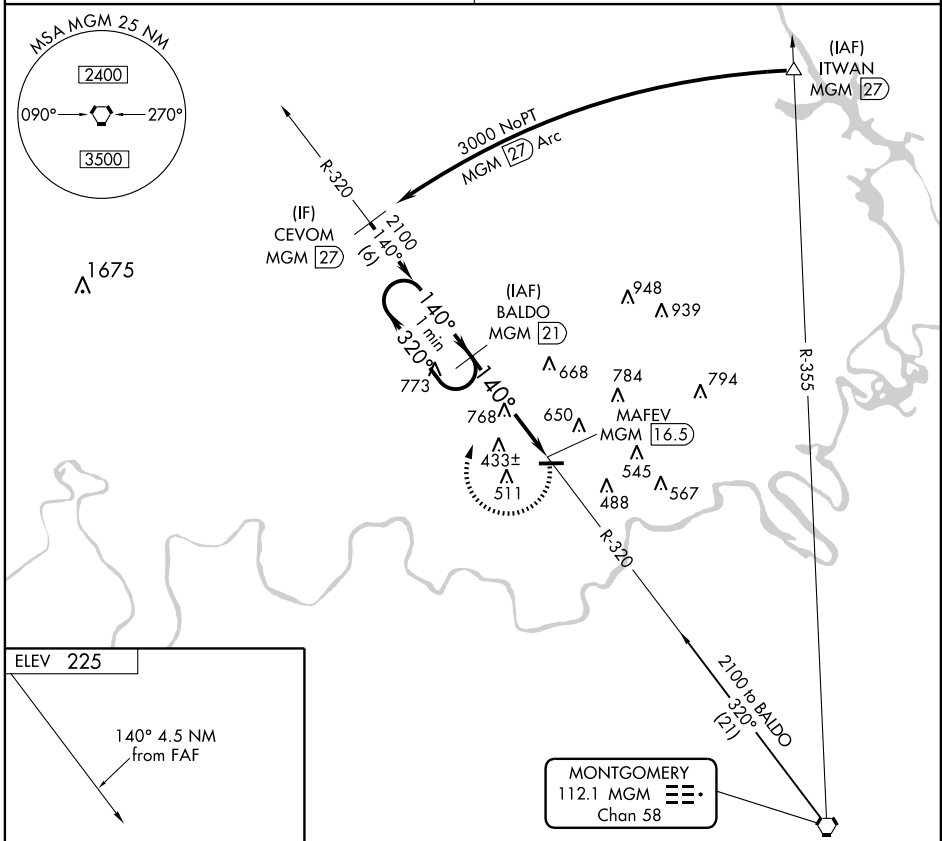 MSA MGM 25 NM
2400
090°
270°
3500
(IAF)
ITWAN
MGM 27
3000 NoPT
MGM 27 Arc
R-320
(IF)
CEVOM
MGM 27
2100
140°
(6)
1675
140°
1 min
320°
(IAF)
BALDO
MGM 21
948
939
773
140°
668
784
794
R-355
768
650
MAFEV
MGM 16.5
433±
545
511
488
567
R-320
ELEV 225
140° 4.5 NM
from FAF
2100 to BALDO
320°
(21)
MONTGOMERY
112.1 MGM
Chan 58